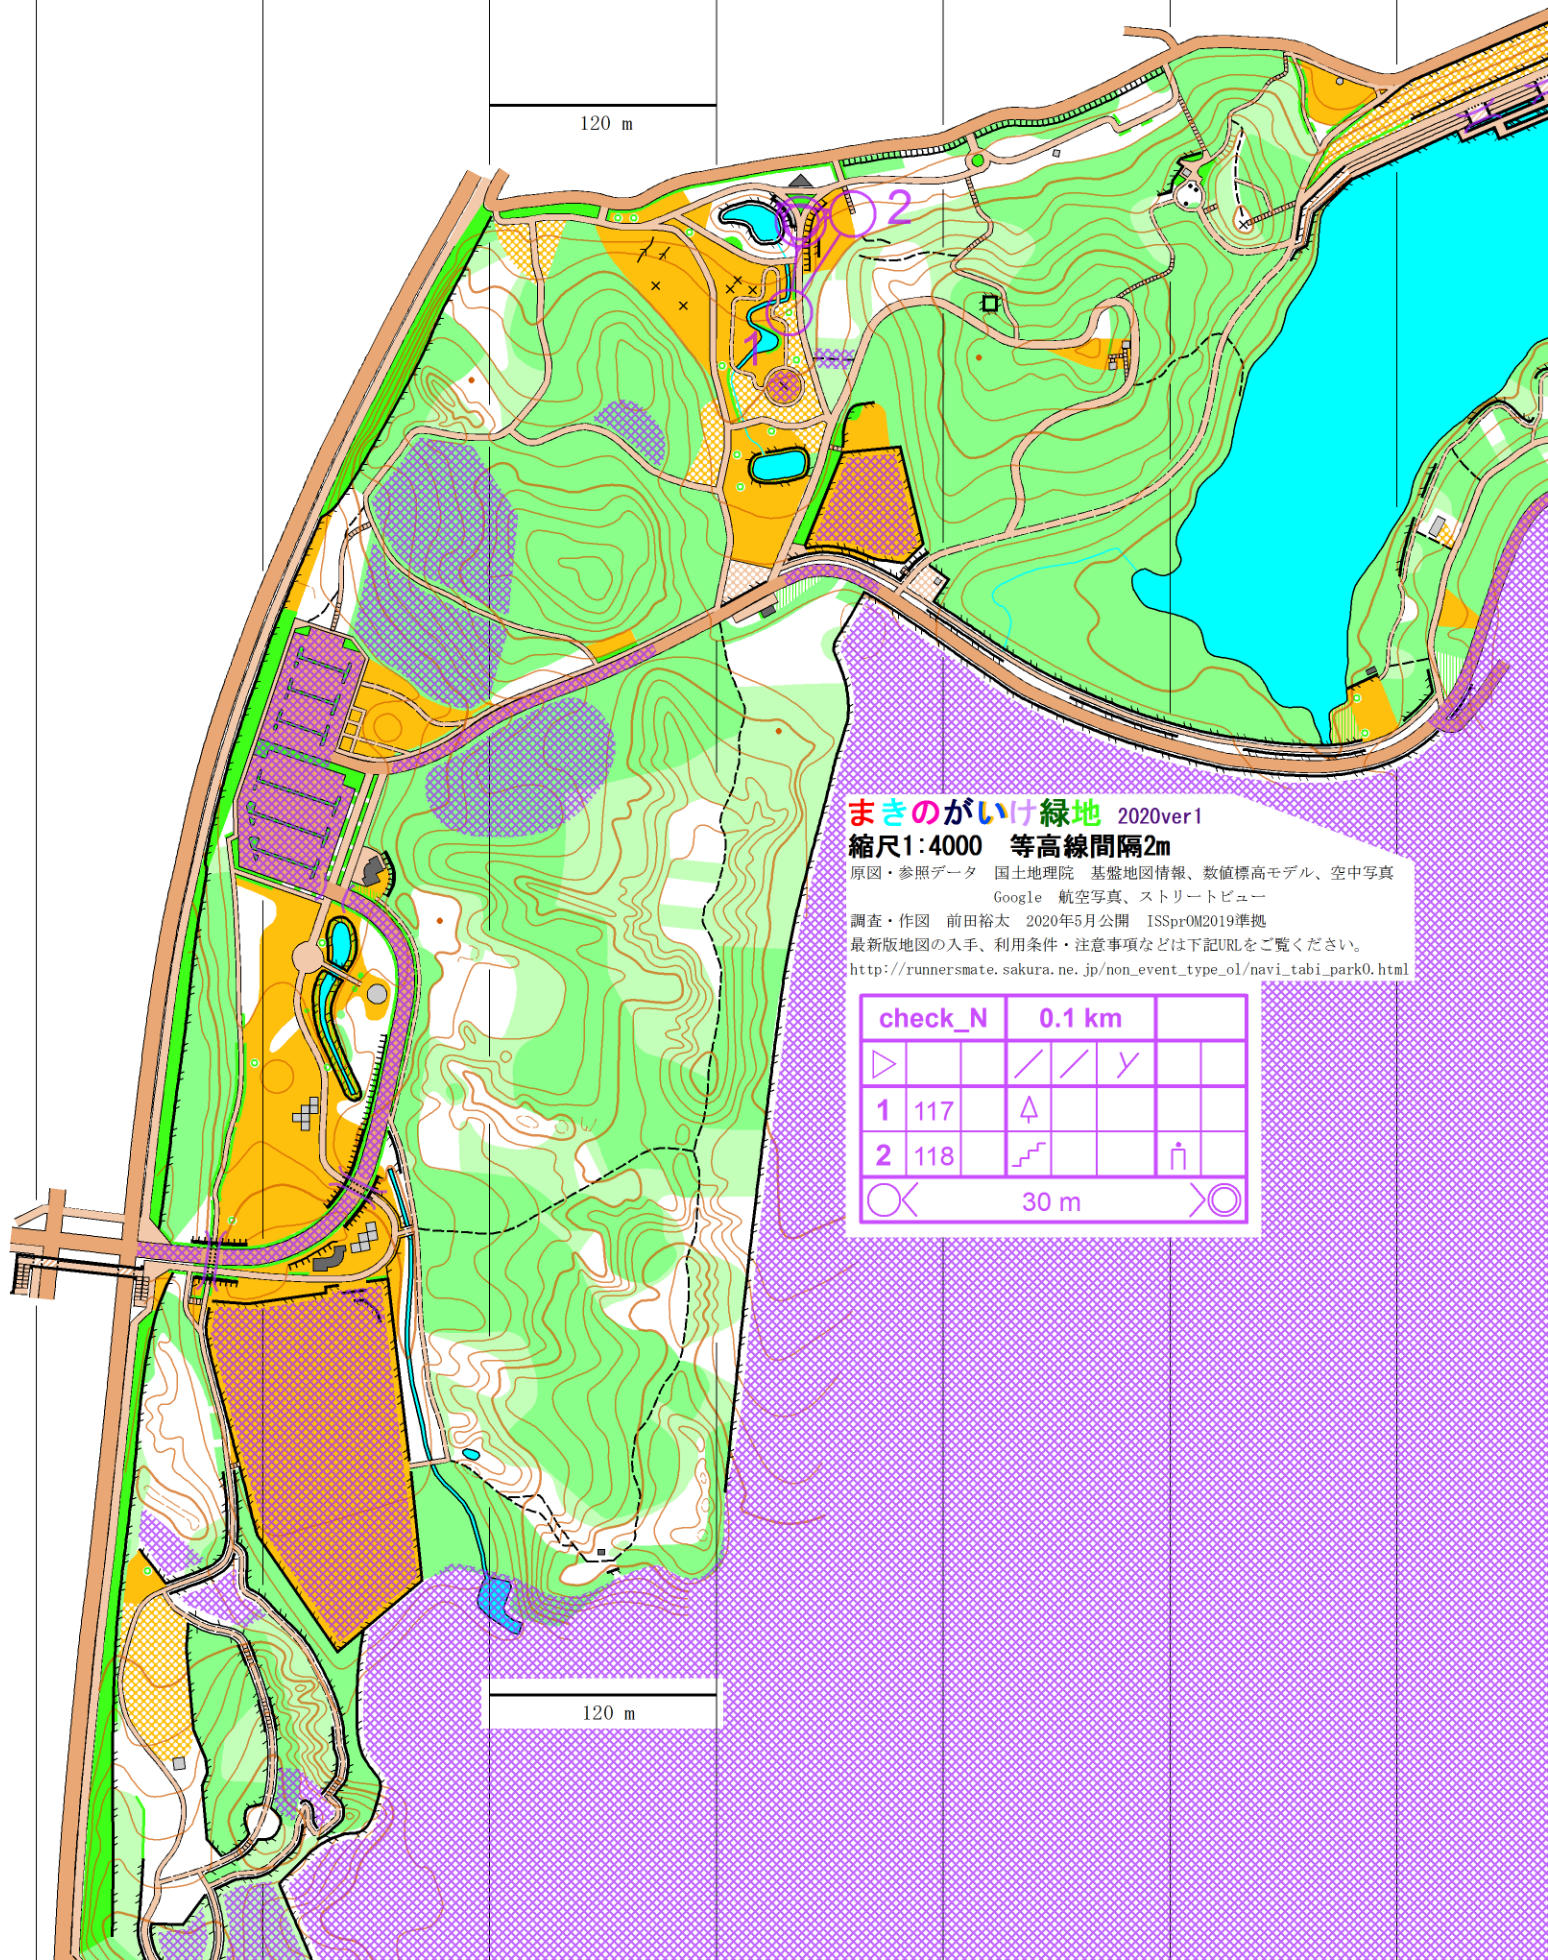 120 m
2
1
まきのがいけ緑地 2020ver1
縮尺1:4000 等高線間隔2m
原図・参照データ 国土地理院 基盤地図情報、数値標高モデル、空中写真
Google 航空写真、ストリートビュー
調査・作図 前田裕太 2020年5月公開 ISSprOM2019準拠
最新版地図の入手、利用条件・注意事項などは下記URLをご覧ください。
http://runnersmate.sakura.ne.jp/non_event_type_ol/navi_tabi_park0.html
check_N 0.1 km
1 117
2 118
30 m
120 m